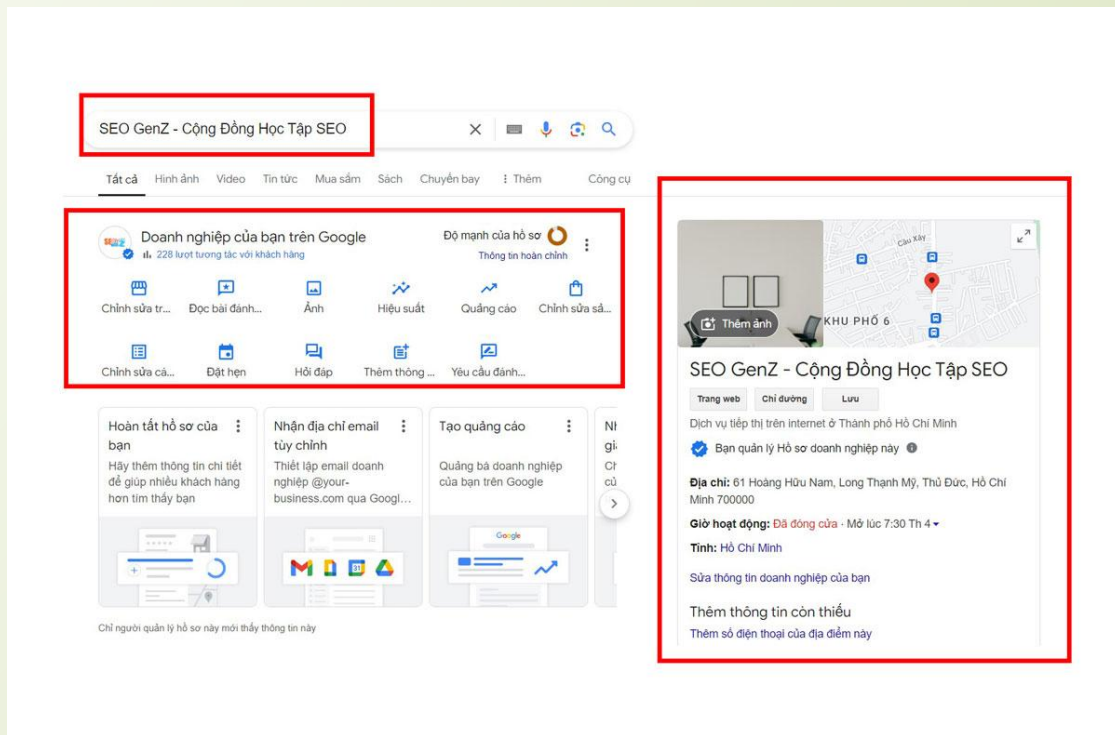 SEO GenZ - Cộng Đồng Học Tập SEO
Tất cả Hình ảnh Video Tin tức Mua sắm Sách Chuyến bay Thêm Công cụ
Doanh nghiệp của bạn trên Google
228 lượt tương tác với khách hàng
Độ mạnh của hồ sơ
Thông tin hoàn chỉnh
Chỉnh sửa tr... Đọc bài đánh... Ảnh Hiệu suất Quảng cáo Chỉnh sửa sả...
Chỉnh sửa cá... Đặt hẹn Hỏi đáp Thêm thông ... Yêu cầu đánh...
Hoàn tất hồ sơ của
bạn
Hãy thêm thông tin chi tiết
để giúp nhiều khách hàng
hơn tìm thấy bạn
Nhận địa chỉ email
tùy chỉnh
Thiết lập email doanh
nghiệp @your-
business.com qua Googl...
Tạo quảng cáo
Quảng bá doanh nghiệp
của bạn trên Google
Google
Chỉ người quản lý hồ sơ này mới thấy thông tin này
Thêm ảnh
Cầu Xây
KHU PHỐ 6
SEO GenZ - Cộng Đồng Học Tập SEO
Trang web Chỉ đường Lưu
Dịch vụ tiếp thị trên internet ở Thành phố Hồ Chí Minh
Bạn quản lý Hồ sơ doanh nghiệp này
Địa chỉ: 61 Hoàng Hữu Nam, Long Thạnh Mỹ, Thủ Đức, Hồ Chí
Minh 700000
Giờ hoạt động: Đã đóng cửa · Mở lúc 7:30 Th 4
Tỉnh: Hồ Chí Minh
Sửa thông tin doanh nghiệp của bạn
Thêm thông tin còn thiếu
Thêm số điện thoại của địa điểm này